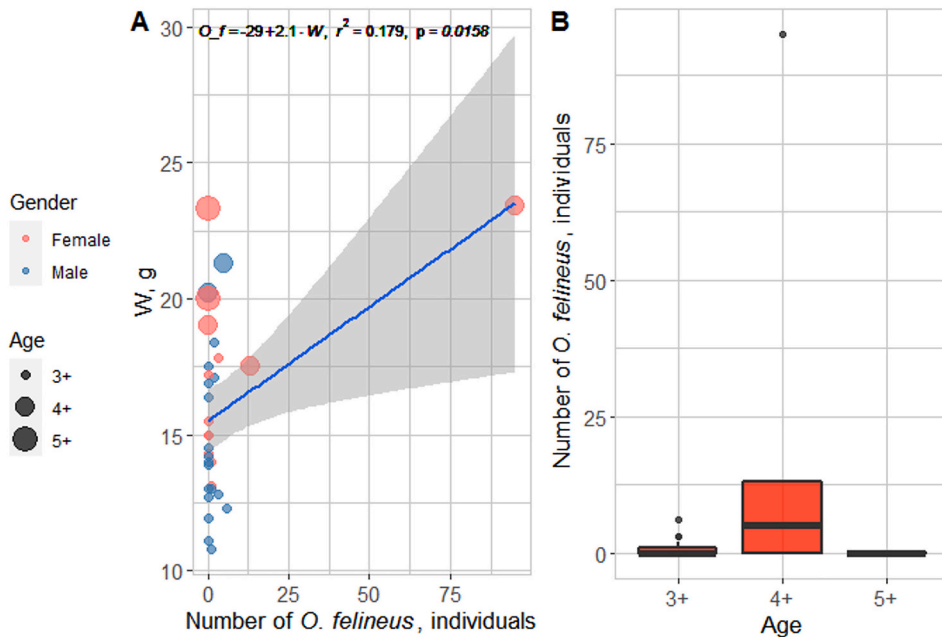 A
O_f = -29+2.1 · W, r² = 0.179, p = 0.0158
30
25
20
15
10
W, g
0 25 50 75
Number of O. felineus, individuals
Gender
Female
Male
Age
3+
4+
5+
B
75
50
25
0
Number of O. felineus, individuals
3+ 4+ 5+
Age